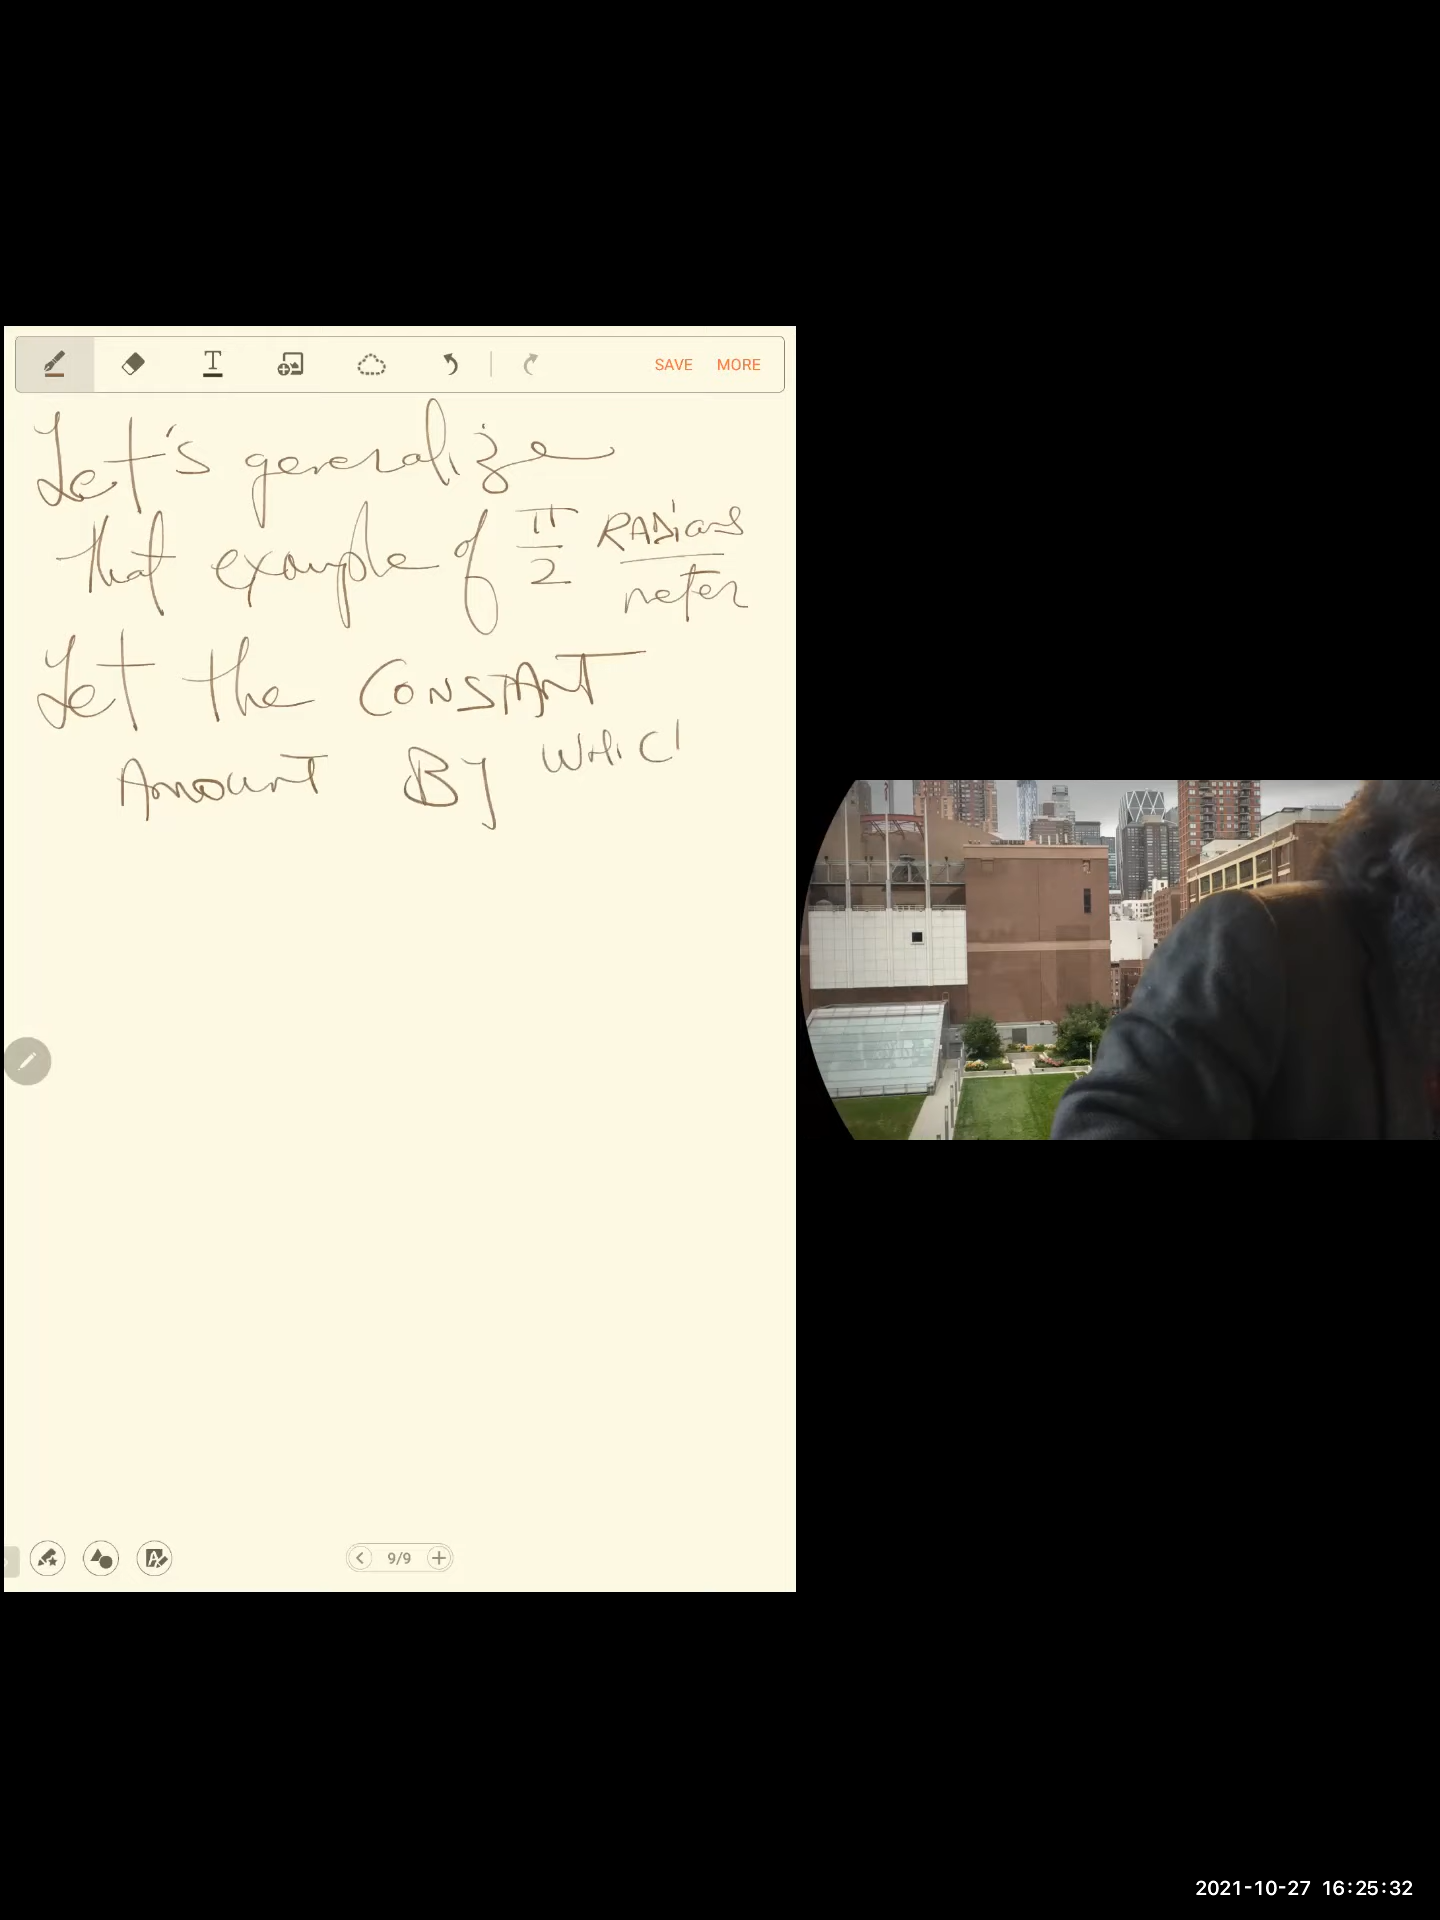 T
SAVE MORE
Let's generalize
that example of π/2 RADians/meter
Let the CONSTANT
AMOUNT BY WHIC
A
9/9
2021-10-27 16:25:32